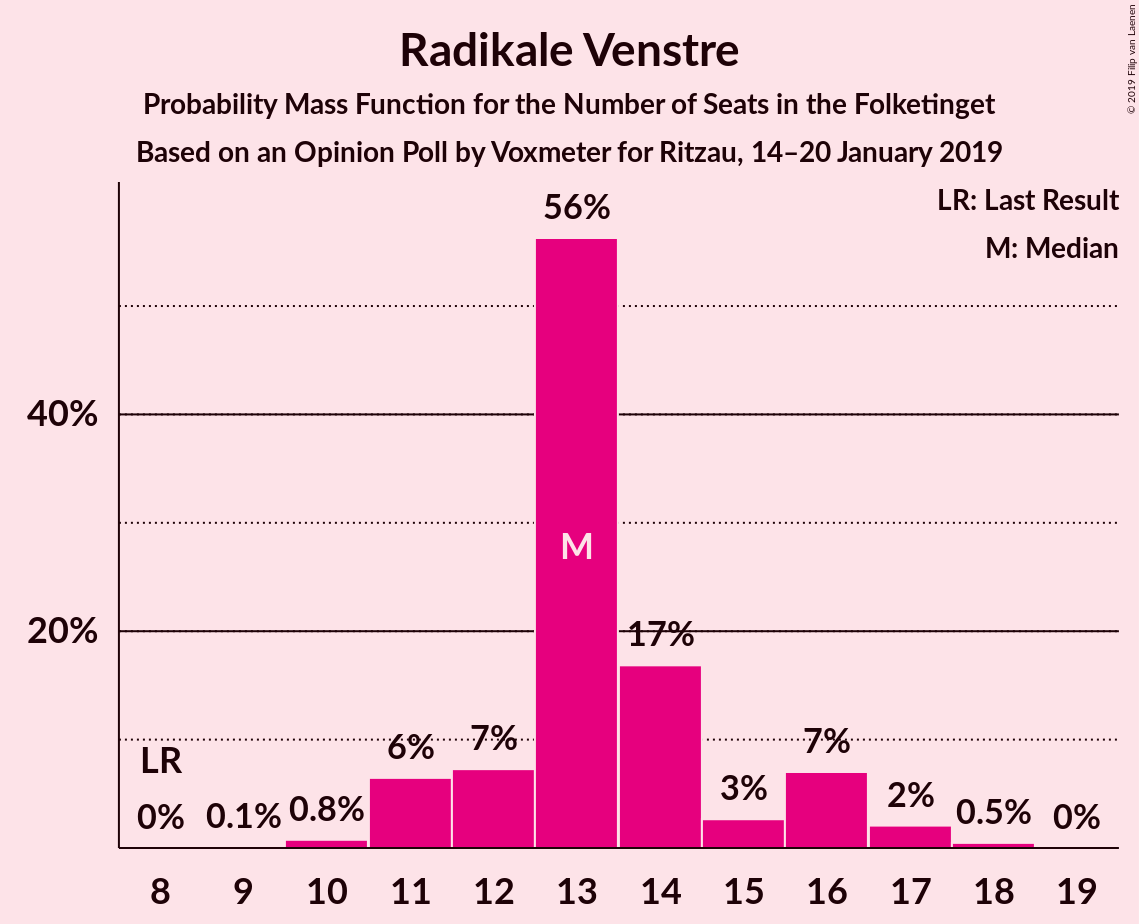 Radikale Venstre
Probability Mass Function for the Number of Seats in the Folketinget
Based on an Opinion Poll by Voxmeter for Ritzau, 14–20 January 2019
© 2019 Filip van Laenen
LR: Last Result
M: Median
56%
40%
M
20%
17%
LR
6%
7%
7%
0%
0.1%
0.8%
3%
2%
0.5%
0%
8 9 10 11 12 13 14 15 16 17 18 19